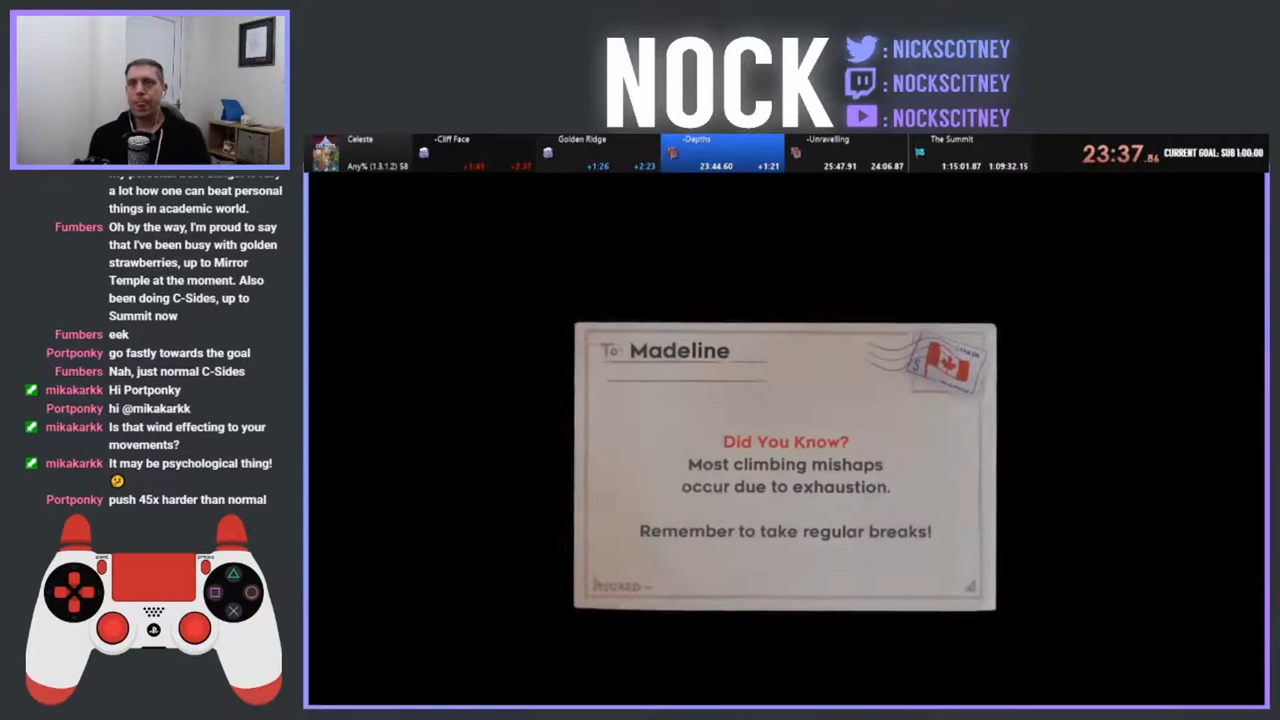 NOCK
: NICKSCOTNEY
: NOCKSCITNEY
: NOCKSCITNEY
Celeste
-Cliff Face
Golden Ridge
-Depths
-Unravelling
The Summit
Any% (1.3.1.2) 58
+1:26
+2:23
23:44.60
+1:21
25:47.91
24:06.87
1:15:01.87
1:09:32.15
23:37.86
CURRENT GOAL: SUB 1:00:00
a lot how one can beat personal
things in academic world.
Fumbers Oh by the way, I'm proud to say
that I've been busy with golden
strawberries, up to Mirror
Temple at the moment. Also
been doing C-Sides, up to
Summit now
Fumbers eek
Portponky go fastly towards the goal
Fumbers Nah, just normal C-Sides
mikakarkk Hi Portponky
Portponky hi @mikakarkk
mikakarkk Is that wind effecting to your
movements?
mikakarkk It may be psychological thing!
Portponky push 45x harder than normal
To: Madeline
CANADA
5
Did You Know?
Most climbing mishaps
occur due to exhaustion.
Remember to take regular breaks!
SHARE
OPTIONS